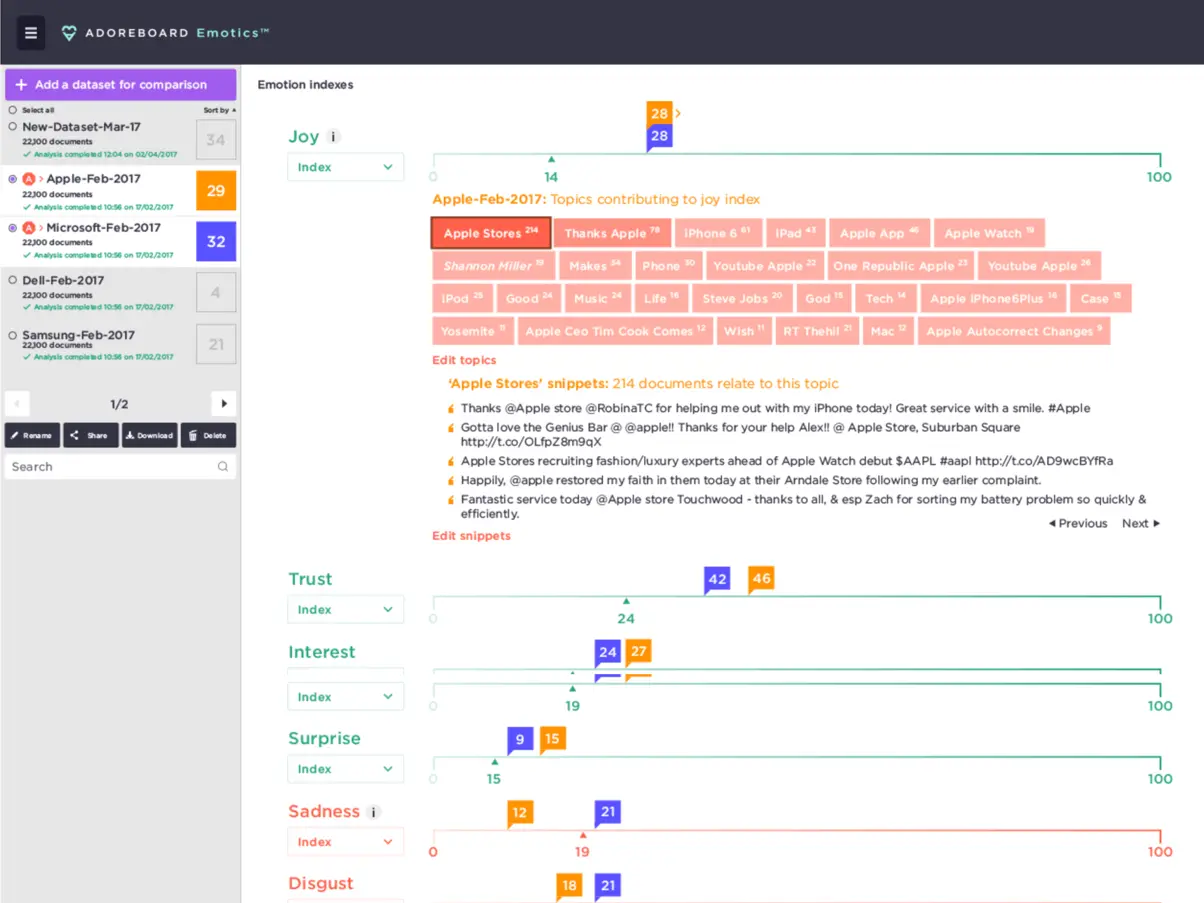 ADOREBOARD Emotics™
+ Add a dataset for comparison
Select all Sort by
New-Dataset-Mar-17
22,100 documents
Analysis completed 12:04 on 02/04/2017
34
A > Apple-Feb-2017
22,100 documents
Analysis completed 10:56 on 17/02/2017
29
A > Microsoft-Feb-2017
22,100 documents
Analysis completed 10:56 on 17/02/2017
32
Dell-Feb-2017
22,100 documents
Analysis completed 10:56 on 17/02/2017
4
Samsung-Feb-2017
22,100 documents
Analysis completed 10:56 on 17/02/2017
21
1/2
Rename Share Download Delete
Search
Emotion indexes
Joy i
Index
28 >
28
0 14 100
Apple-Feb-2017: Topics contributing to joy index
Apple Stores 214 Thanks Apple 78 iPhone 6 61 iPad 43 Apple App 46 Apple Watch 19
Shannon Miller 19 Makes 34 Phone 30 Youtube Apple 22 One Republic Apple 23 Youtube Apple 26
iPod 25 Good 24 Music 24 Life 16 Steve Jobs 20 God 15 Tech 14 Apple iPhone6Plus 16 Case 15
Yosemite 11 Apple Ceo Tim Cook Comes 12 Wish 11 RT Thehil 21 Mac 12 Apple Autocorrect Changes 9
Edit topics
‘Apple Stores’ snippets: 214 documents relate to this topic
Thanks @Apple store @RobinaTC for helping me out with my iPhone today! Great service with a smile. #Apple
Gotta love the Genius Bar @ @apple!! Thanks for your help Alex!! @ Apple Store, Suburban Square
http://t.co/OLfpZ8m9qX
Apple Stores recruiting fashion/luxury experts ahead of Apple Watch debut $AAPL #aapl http://t.co/AD9wcBYfRa
Happily, @apple restored my faith in them today at their Arndale Store following my earlier complaint.
Fantastic service today @Apple store Touchwood - thanks to all, & esp Zach for sorting my battery problem so quickly &
efficiently.
Previous Next
Edit snippets
Trust
Index
42 46
0 24 100
Interest
Index
24 27
0 19 100
Surprise
Index
9 15
0 15 100
Sadness i
Index
12 21
0 19 100
Disgust
18 21